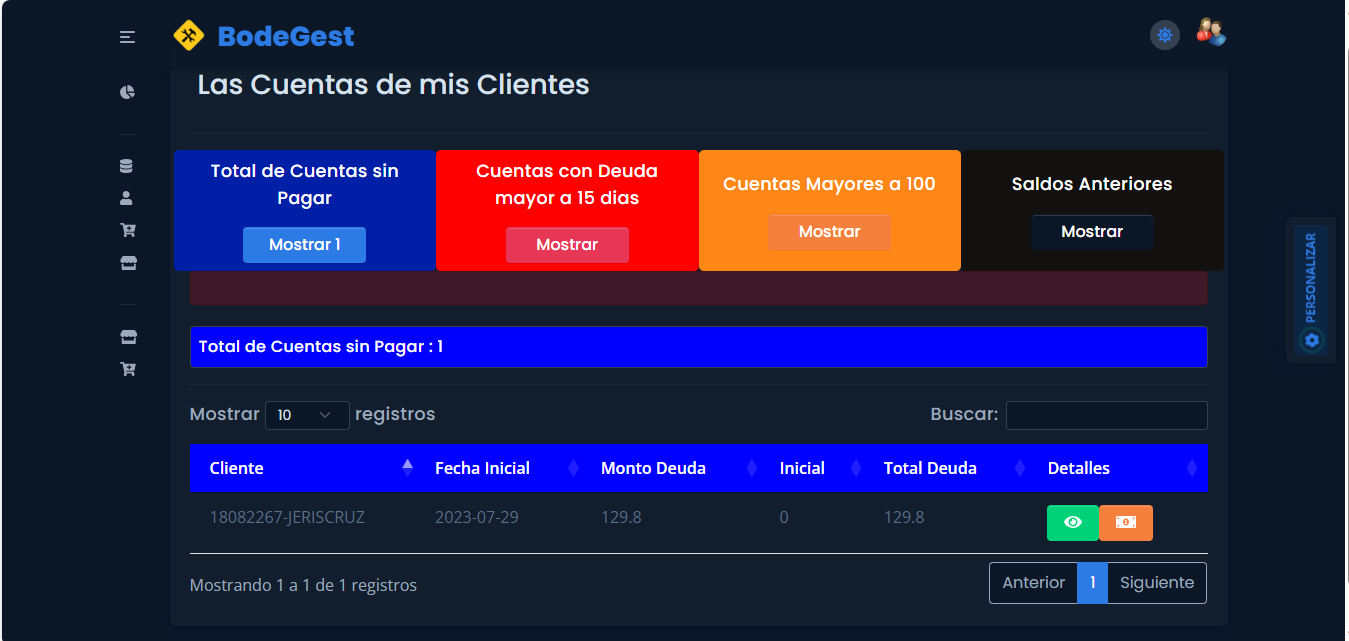 BodeGest
Las Cuentas de mis Clientes
Total de Cuentas sin
Pagar
Mostrar 1
Cuentas con Deuda
mayor a 15 dias
Mostrar
Cuentas Mayores a 100
Mostrar
Saldos Anteriores
Mostrar
PERSONALIZAR
Total de Cuentas sin Pagar : 1
Mostrar 10 registros
Buscar:
Cliente Fecha Inicial Monto Deuda Inicial Total Deuda Detalles
18082267-JERISCRUZ 2023-07-29 129.8 0 129.8
Mostrando 1 a 1 de 1 registros
Anterior 1 Siguiente